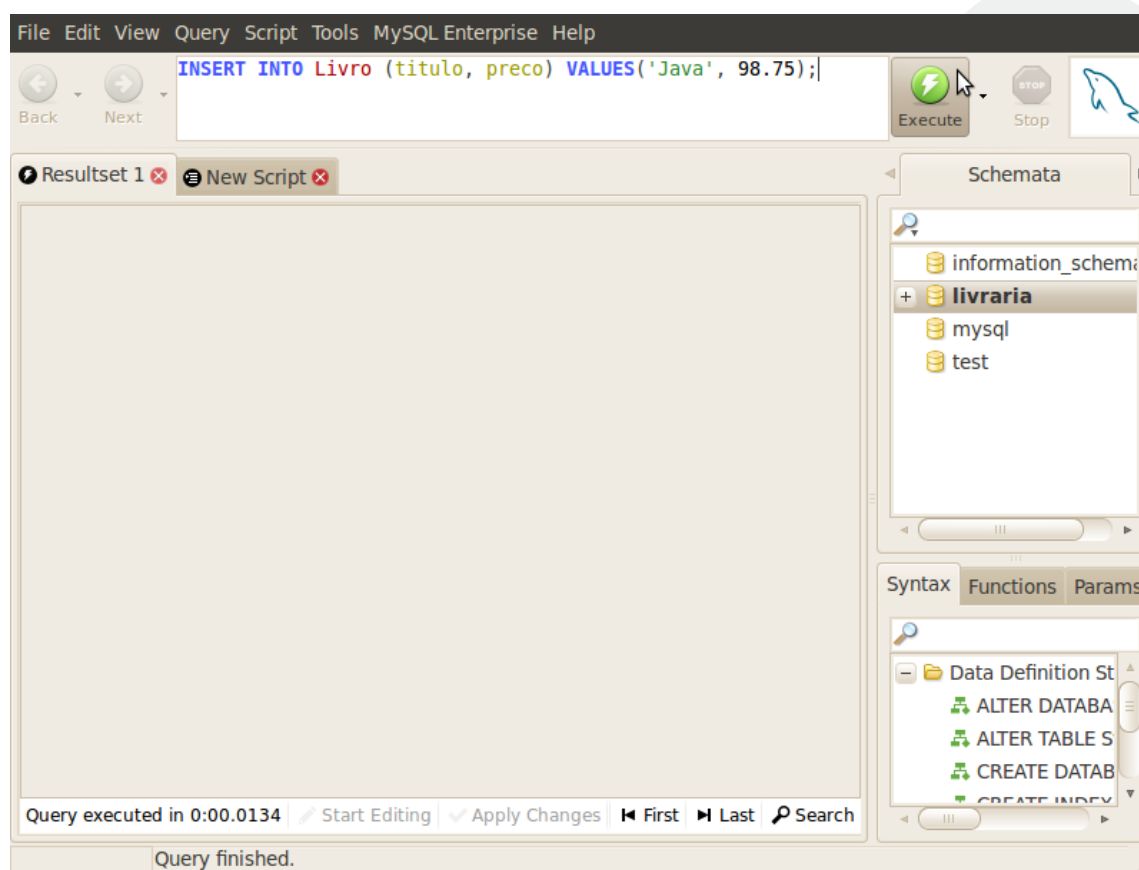 File Edit View Query Script Tools MySQL Enterprise Help
INSERT INTO Livro (titulo, preco) VALUES('Java', 98.75);
Back Next Execute STOP Stop
Resultset 1 New Script Schemata
information_schema
livraria
mysql
test
Syntax Functions Params
Data Definition St
ALTER DATABA
ALTER TABLE S
CREATE DATAB
CREATE INDEX
Query executed in 0:00.0134 Start Editing Apply Changes First Last Search
Query finished.